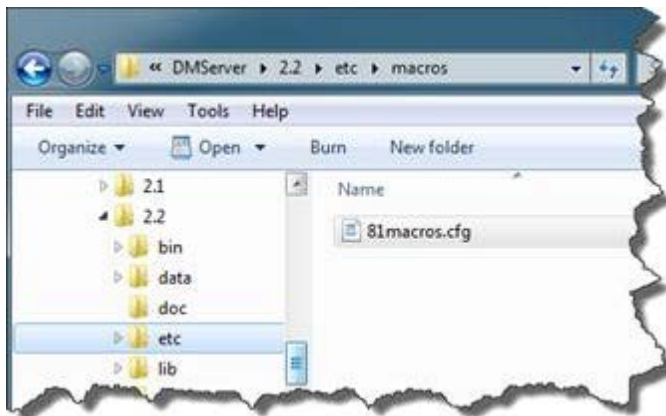 « DMServer ▸ 2.2 ▸ etc ▸ macros
File Edit View Tools Help
Organize Open Burn New folder
2.1
2.2
bin
data
doc
etc
lib
Name
81macros.cfg